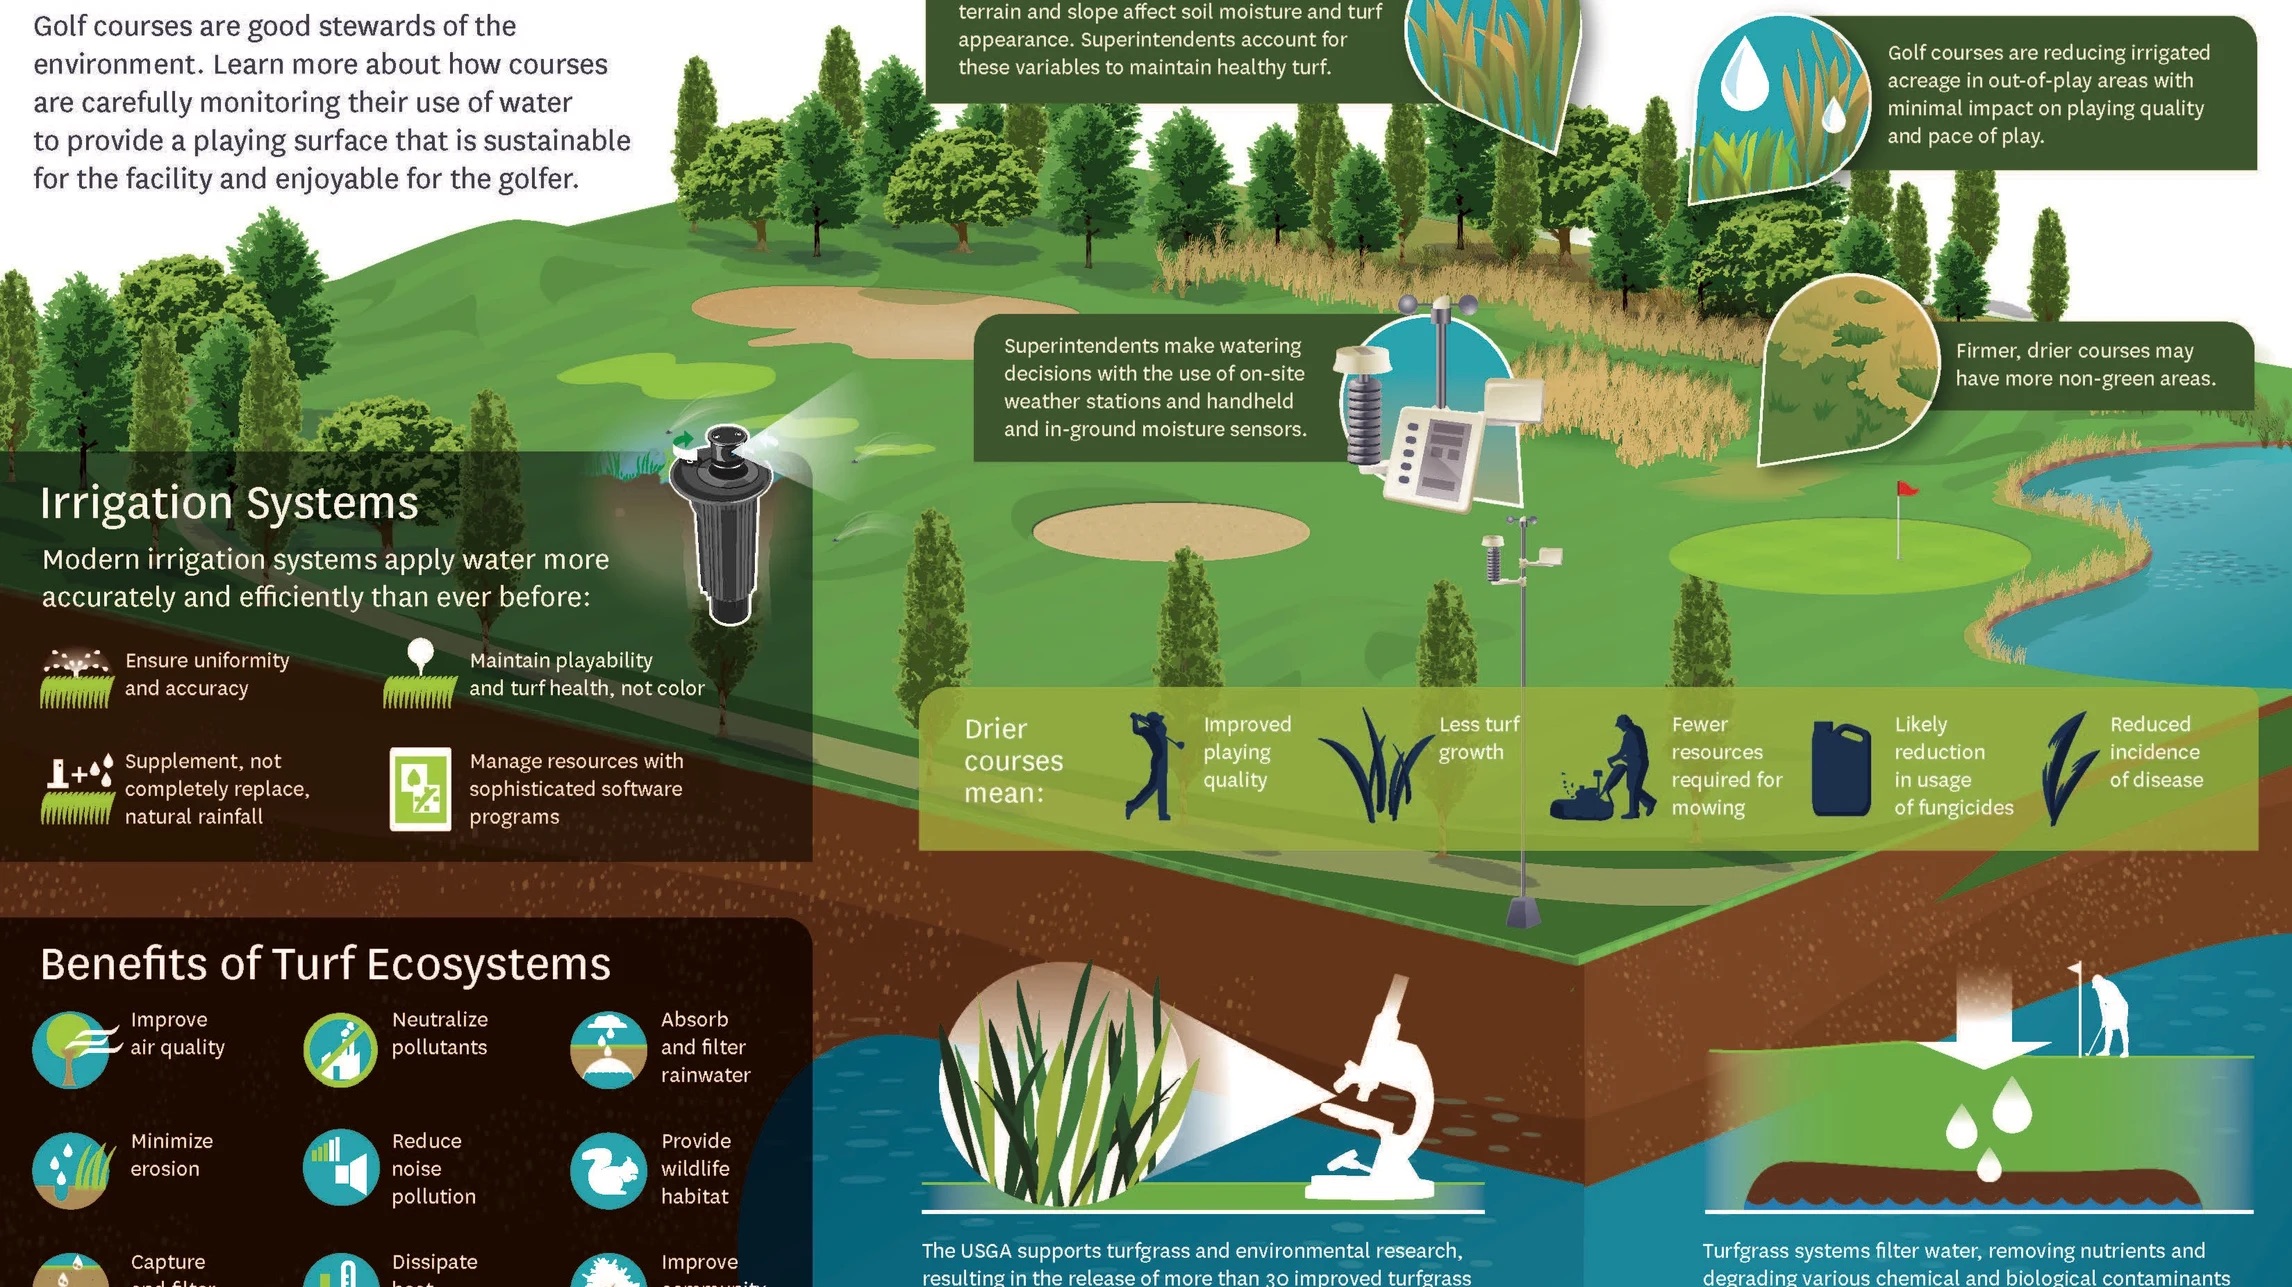 Golf courses are good stewards of the
environment. Learn more about how courses
are carefully monitoring their use of water
to provide a playing surface that is sustainable
for the facility and enjoyable for the golfer.
terrain and slope affect soil moisture and turf
appearance. Superintendents account for
these variables to maintain healthy turf.
Golf courses are reducing irrigated
acreage in out-of-play areas with
minimal impact on playing quality
and pace of play.
Superintendents make watering
decisions with the use of on-site
weather stations and handheld
and in-ground moisture sensors.
Firmer, drier courses may
have more non-green areas.
Irrigation Systems
Modern irrigation systems apply water more
accurately and efficiently than ever before:
Ensure uniformity
and accuracy
Maintain playability
and turf health, not color
Supplement, not
completely replace,
natural rainfall
Manage resources with
sophisticated software
programs
Drier
courses
mean:
Improved
playing
quality
Less turf
growth
Fewer
resources
required for
mowing
Likely
reduction
in usage
of fungicides
Reduced
incidence
of disease
Benefits of Turf Ecosystems
Improve
air quality
Neutralize
pollutants
Absorb
and filter
rainwater
Minimize
erosion
Reduce
noise
pollution
Provide
wildlife
habitat
Capture
and filter
Dissipate
heat
Improve
community
The USGA supports turfgrass and environmental research,
resulting in the release of more than 30 improved turfgrass
Turfgrass systems filter water, removing nutrients and
degrading various chemical and biological contaminants